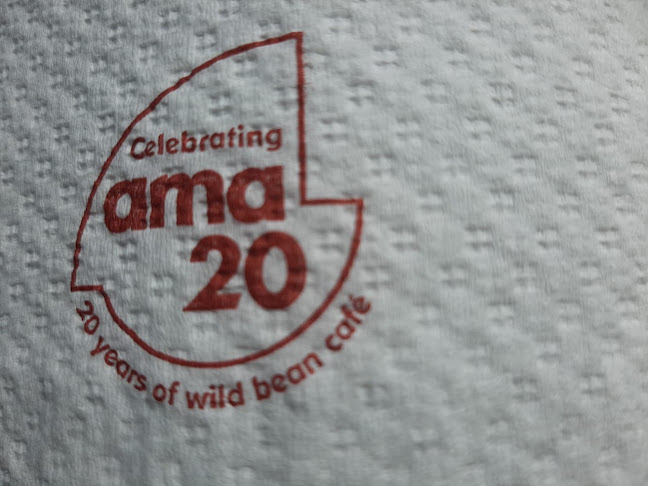 Celebrating
ama
20
20 years of wild bean café